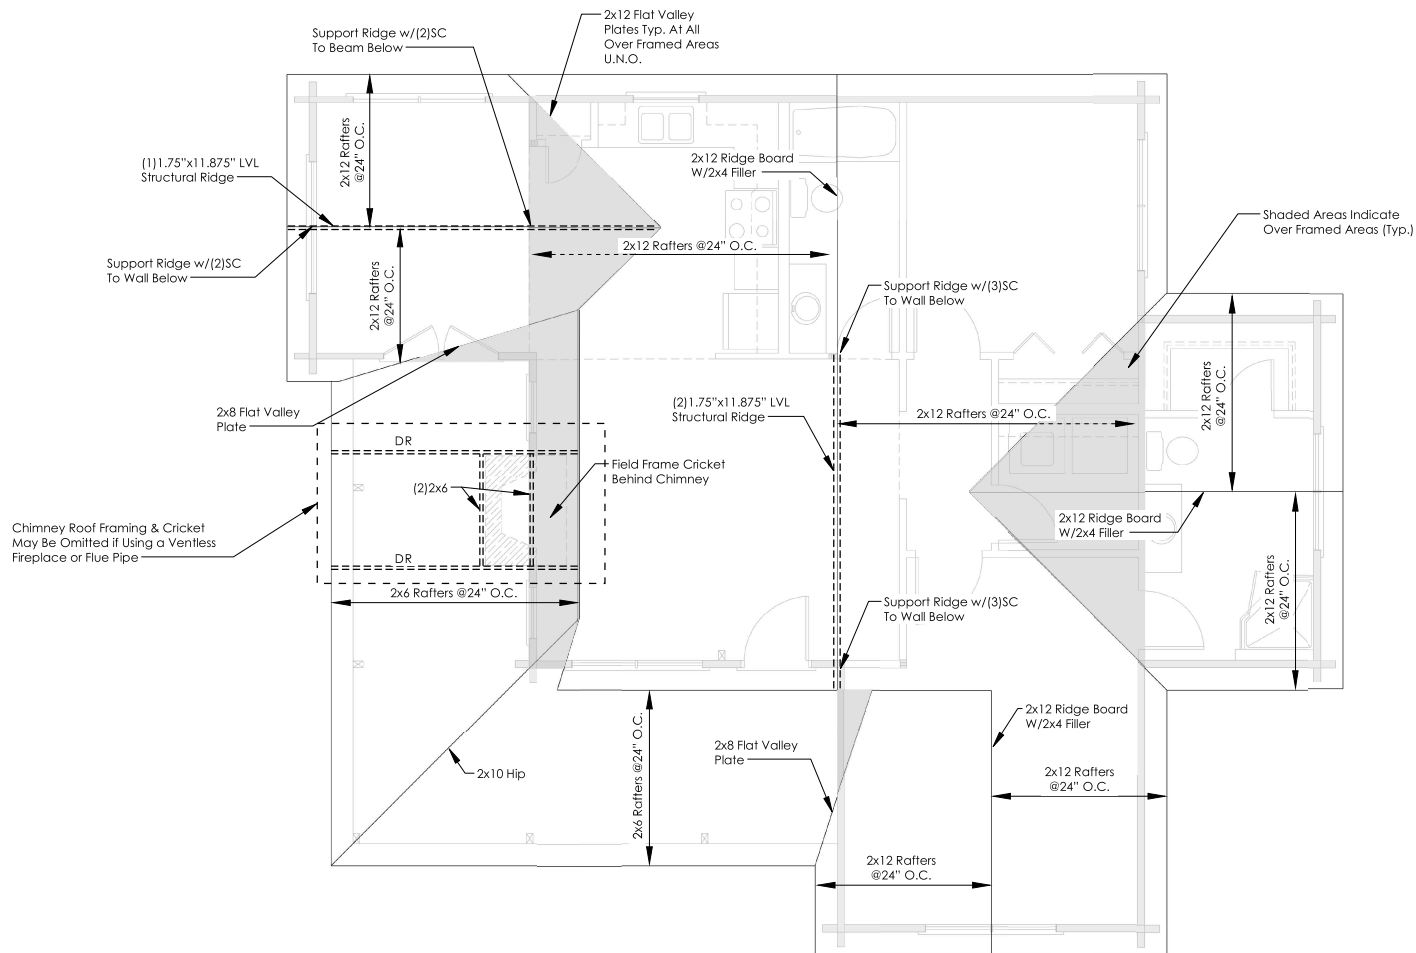 2x12 Flat Valley
Plates Typ. At All
Over Framed Areas
U.N.O.
Support Ridge w/(2)SC
To Beam Below
2x12 Rafters
@24" O.C.
(1)1.75"x11.875" LVL
Structural Ridge
2x12 Ridge Board
W/2x4 Filler
Shaded Areas Indicate
Over Framed Areas (Typ.)
2x12 Rafters @24" O.C.
Support Ridge w/(2)SC
To Wall Below
2x12 Rafters
@24" O.C.
Support Ridge w/(3)SC
To Wall Below
2x12 Rafters
@24" O.C.
(2)1.75"x11.875" LVL
Structural Ridge
2x12 Rafters @24" O.C.
2x8 Flat Valley
Plate
DR
Field Frame Cricket
Behind Chimney
(2)2x6
2x12 Ridge Board
W/2x4 Filler
Chimney Roof Framing & Cricket
May Be Omitted if Using a Ventless
Fireplace or Flue Pipe
DR
2x6 Rafters @24" O.C.
2x12 Rafters
@24" O.C.
Support Ridge w/(3)SC
To Wall Below
2x12 Ridge Board
W/2x4 Filler
2x6 Rafters @24" O.C.
2x8 Flat Valley
Plate
2x10 Hip
2x12 Rafters
@24" O.C.
2x12 Rafters
@24" O.C.